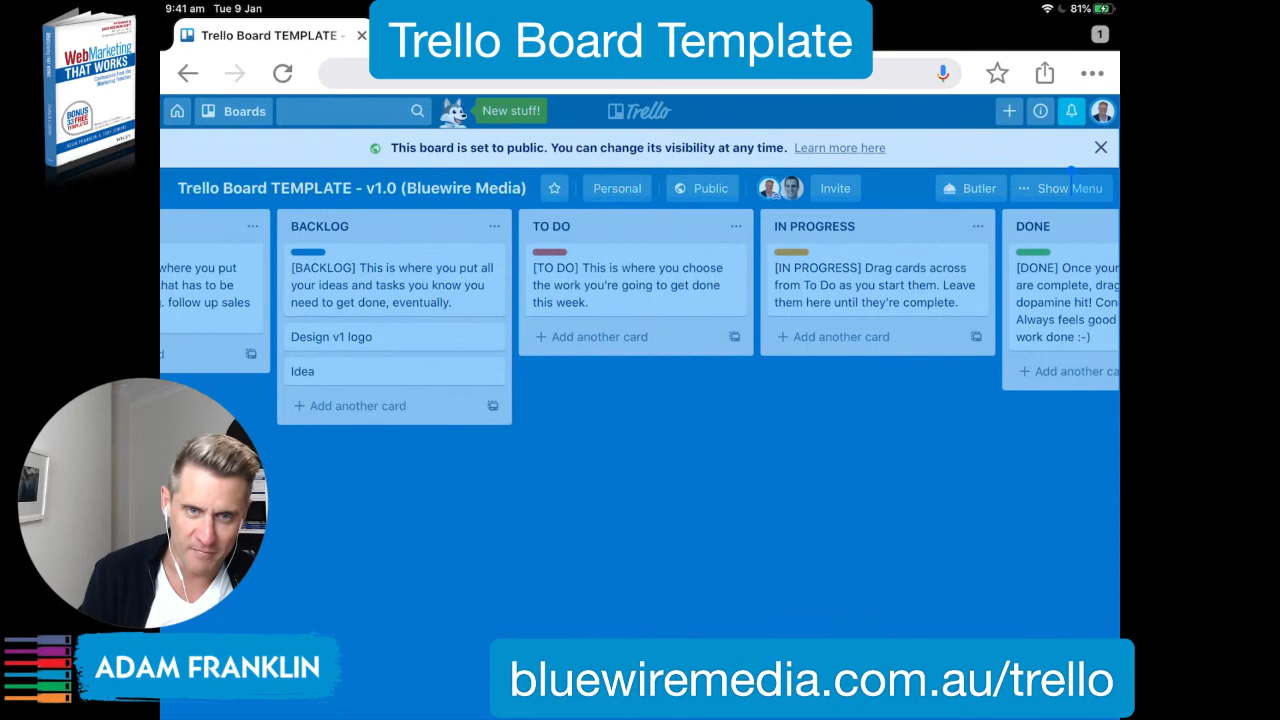 9:41 am Tue 9 Jan
81%
Trello Board Template
Trello Board TEMPLATE -
1
Web Marketing
THAT WORKS
BONUS
33 FREE
TEMPLATES
WILEY
Boards
New stuff!
Trello
This board is set to public. You can change its visibility at any time. Learn more here
Trello Board TEMPLATE - v1.0 (Bluewire Media)
Personal
Public
Invite
Butler
Show Menu
where you put
hat has to be
. follow up sales
d
BACKLOG
[BACKLOG] This is where you put all
your ideas and tasks you know you
need to get done, eventually.
Design v1 logo
Idea
+ Add another card
TO DO
[TO DO] This is where you choose
the work you're going to get done
this week.
+ Add another card
IN PROGRESS
[IN PROGRESS] Drag cards across
from To Do as you start them. Leave
them here until they're complete.
+ Add another card
DONE
[DONE] Once your
are complete, drag
dopamine hit! Con
Always feels good
work done :-)
+ Add another ca
ADAM FRANKLIN
bluewiremedia.com.au/trello